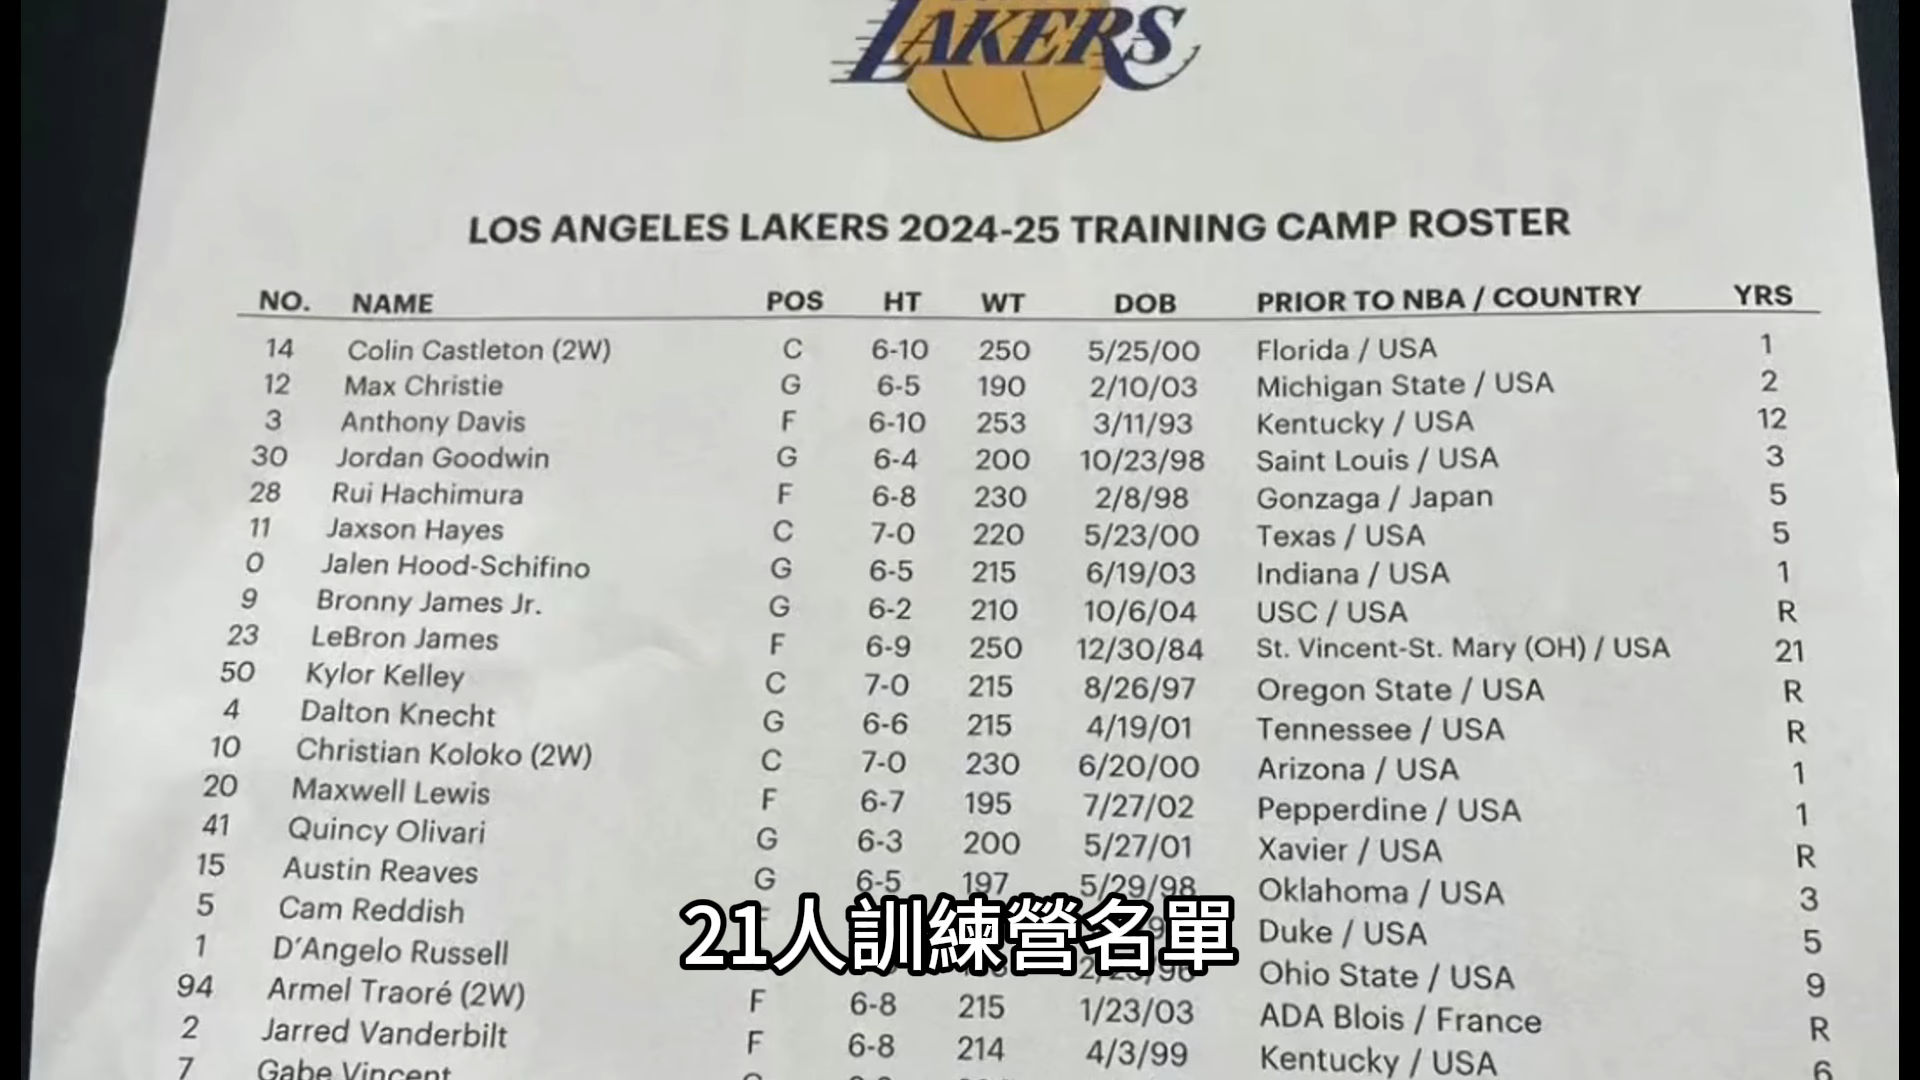 LAKERS
LOS ANGELES LAKERS 2024-25 TRAINING CAMP ROSTER
NO. NAME POS HT WT DOB PRIOR TO NBA / COUNTRY YRS
14 Colin Castleton (2W) C 6-10 250 5/25/00 Florida / USA 1
12 Max Christie G 6-5 190 2/10/03 Michigan State / USA 2
3 Anthony Davis F 6-10 253 3/11/93 Kentucky / USA 12
30 Jordan Goodwin G 6-4 200 10/23/98 Saint Louis / USA 3
28 Rui Hachimura F 6-8 230 2/8/98 Gonzaga / Japan 5
11 Jaxson Hayes C 7-0 220 5/23/00 Texas / USA 5
0 Jalen Hood-Schifino G 6-5 215 6/19/03 Indiana / USA 1
9 Bronny James Jr. G 6-2 210 10/6/04 USC / USA R
23 LeBron James F 6-9 250 12/30/84 St. Vincent-St. Mary (OH) / USA 21
50 Kylor Kelley C 7-0 215 8/26/97 Oregon State / USA R
4 Dalton Knecht G 6-6 215 4/19/01 Tennessee / USA R
10 Christian Koloko (2W) C 7-0 230 6/20/00 Arizona / USA 1
20 Maxwell Lewis F 6-7 195 7/27/02 Pepperdine / USA 1
41 Quincy Olivari G 6-3 200 5/27/01 Xavier / USA R
15 Austin Reaves G 6-5 197 5/29/98 Oklahoma / USA 3
5 Cam Reddish Duke / USA 5
1 D'Angelo Russell Ohio State / USA 9
94 Armel Traoré (2W) F 6-8 215 1/23/03 ADA Blois / France R
2 Jarred Vanderbilt F 6-8 214 4/3/99 Kentucky / USA 6
7 Gabe Vincent
21人訓練營名單